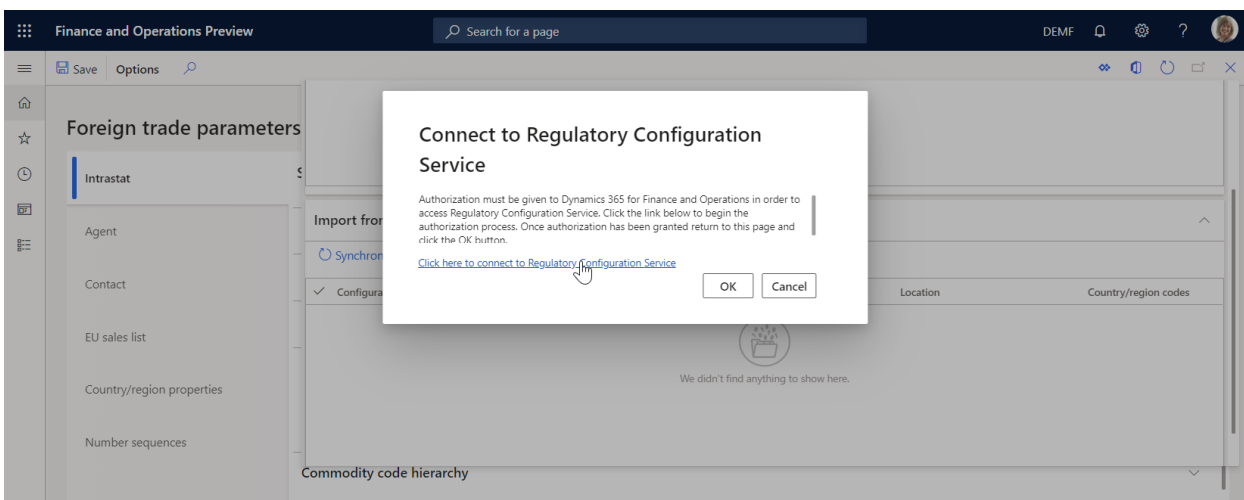 Finance and Operations Preview
Search for a page
DEMF
?
Save Options
Foreign trade parameters
Intrastat
Agent
Contact
EU sales list
Country/region properties
Number sequences
Connect to Regulatory Configuration
Service
Authorization must be given to Dynamics 365 for Finance and Operations in order to
access Regulatory Configuration Service. Click the link below to begin the
authorization process. Once authorization has been granted return to this page and
click the OK button.
Click here to connect to Regulatory Configuration Service
OK Cancel
Import from
Synchron
Configura
Location
Country/region codes
We didn't find anything to show here.
Commodity code hierarchy